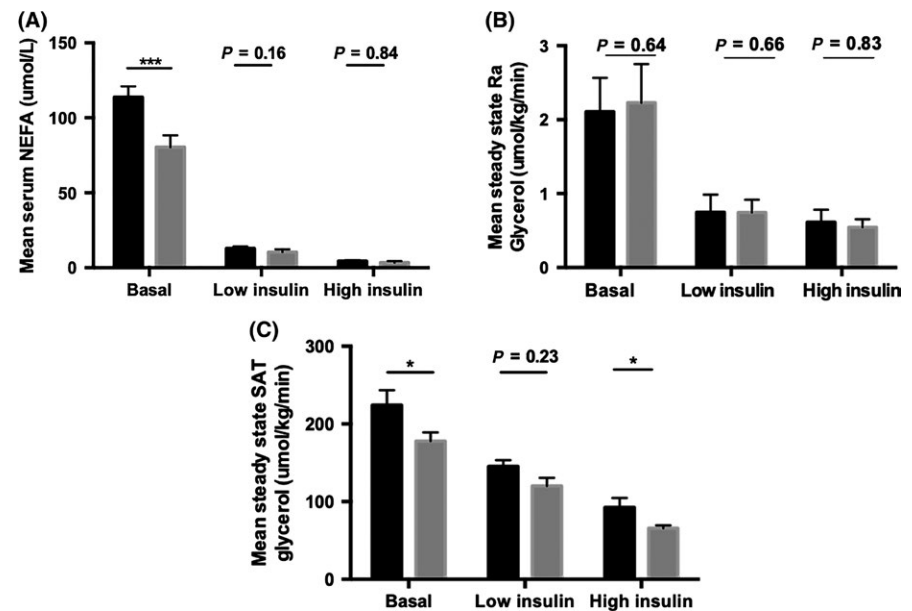 (A)
Mean serum NEFA (umol/L)
150
100
50
0
***
P = 0.16
P = 0.84
Basal
Low insulin
High insulin
(B)
Mean steady state Ra
Glycerol (umol/kg/min)
3
2
1
0
P = 0.64
P = 0.66
P = 0.83
Basal
Low insulin
High insulin
(C)
Mean steady state SAT
glycerol (umol/kg/min)
300
200
100
0
*
P = 0.23
*
Basal
Low insulin
High insulin